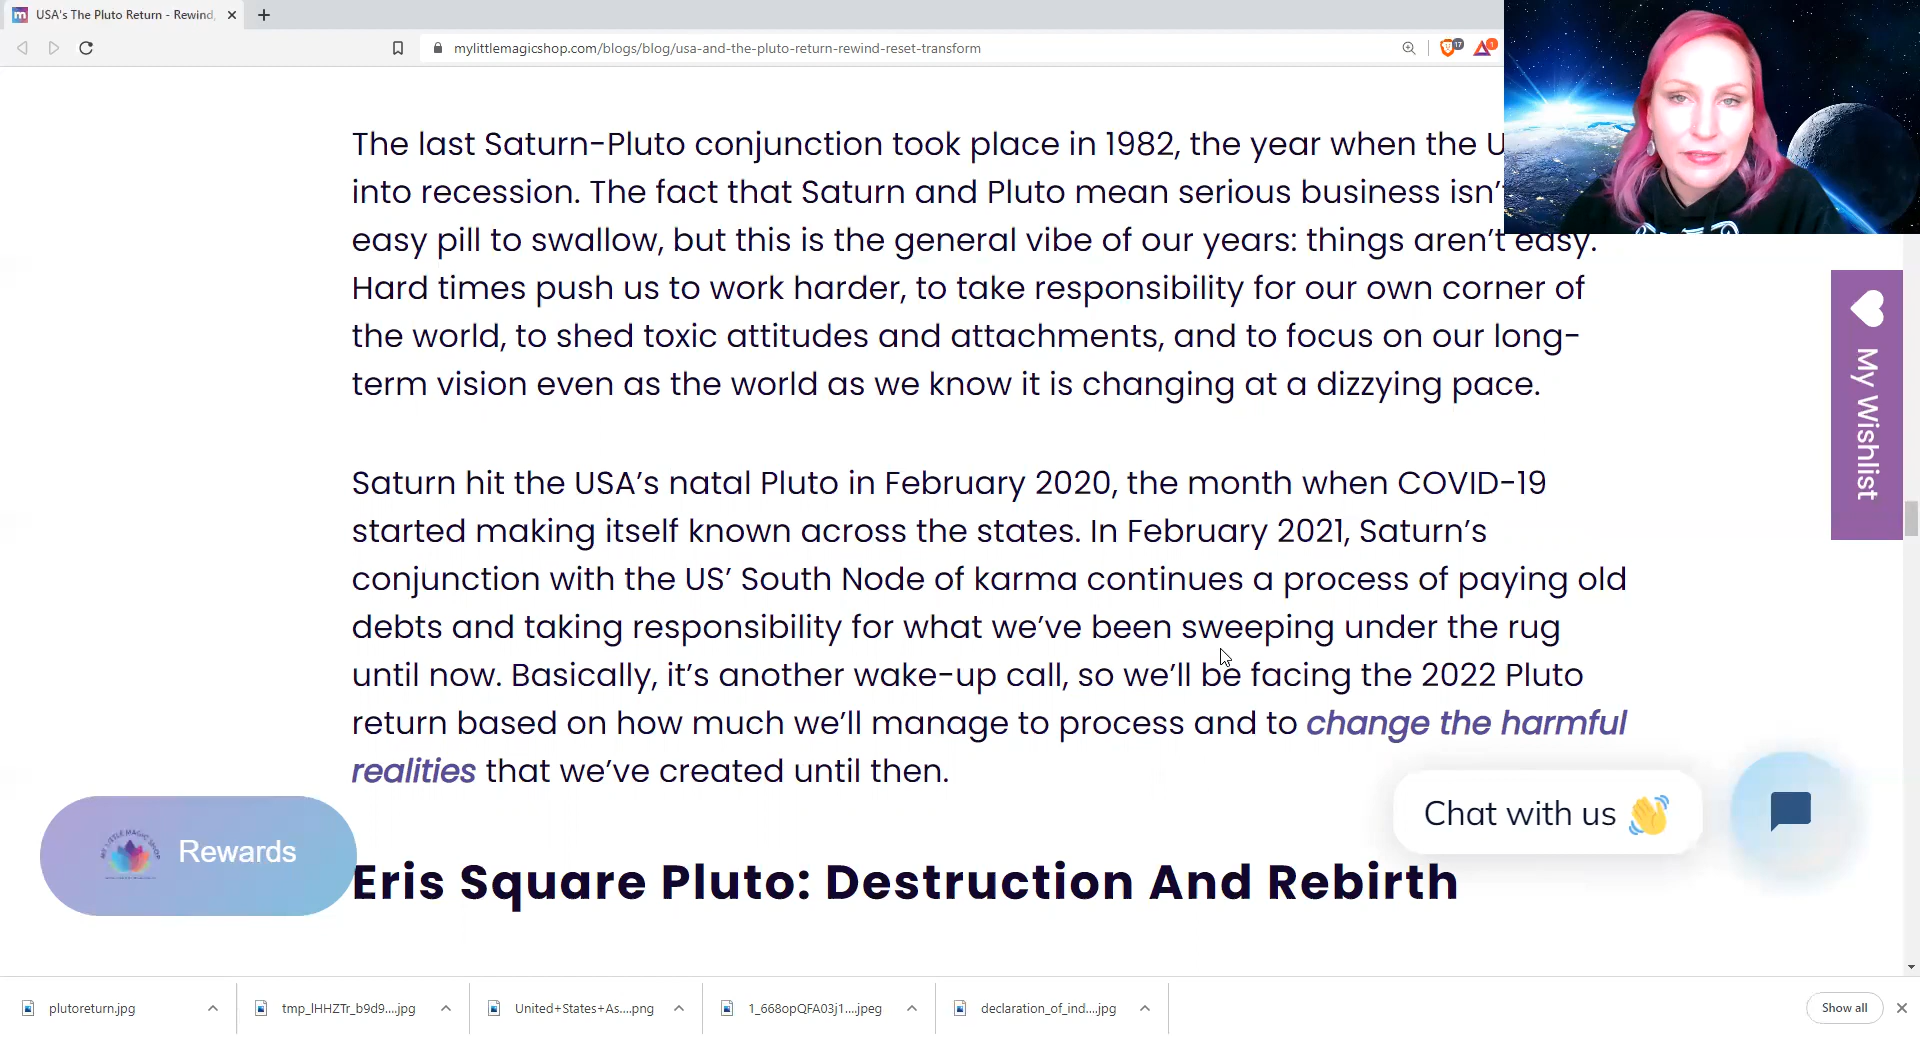 USA's The Pluto Return - Rewind,
mylittlemagicshop.com/blogs/blog/usa-and-the-pluto-return-rewind-reset-transform
17
1
The last Saturn-Pluto conjunction took place in 1982, the year when the U
into recession. The fact that Saturn and Pluto mean serious business isn't
easy pill to swallow, but this is the general vibe of our years: things aren't easy.
Hard times push us to work harder, to take responsibility for our own corner of
the world, to shed toxic attitudes and attachments, and to focus on our long-
term vision even as the world as we know it is changing at a dizzying pace.
My Wishlist
Saturn hit the USA's natal Pluto in February 2020, the month when COVID-19
started making itself known across the states. In February 2021, Saturn's
conjunction with the US' South Node of karma continues a process of paying old
debts and taking responsibility for what we've been sweeping under the rug
until now. Basically, it's another wake-up call, so we'll be facing the 2022 Pluto
return based on how much we'll manage to process and to change the harmful
realities that we've created until then.
Chat with us 👋
MY LITTLE MAGIC SHOP
Rewards
Eris Square Pluto: Destruction And Rebirth
plutoreturn.jpg
tmp_lHHZTr_b9d9....jpg
United+States+As....png
1_668opQFA03j1....jpeg
declaration_of_ind....jpg
Show all